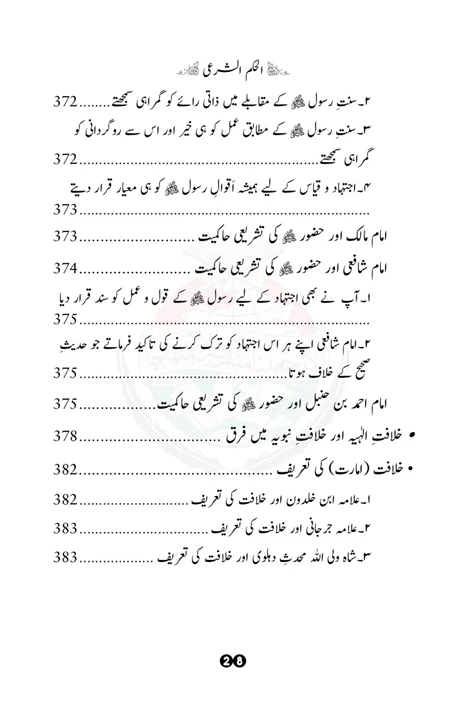 الحکم الشرعی
۲۔سنتِ رسول ﷺ کے مقابلے میں ذاتی رائے کو گمراہی سمجھتے........372
۳۔سنتِ رسول ﷺ کے مطابق عمل کو ہی خیر اور اس سے روگردانی کو
گمراہی سمجھتے............................................................372
۴۔اجتہاد و قیاس کے لیے ہمیشہ اَقوالِ رسول ﷺ کو ہی معیار قرار دیتے
..........................................................................373
امام مالک اور حضور ﷺ کی تشریعی حاکمیت............................373
امام شافعی اور حضور ﷺ کی تشریعی حاکمیت...........................374
۱۔آپ نے بھی اجتہاد کے لیے رسول ﷺ کے قول و عمل کو سند قرار دیا
..........................................................................375
۲۔امام شافعی اپنے ہر اس اجتہاد کو ترک کرنے کی تاکید فرماتے جو حدیثِ
صحیح کے خلاف ہوتا.....................................................375
امام احمد بن حنبل اور حضور ﷺ کی تشریعی حاکمیت..................375
• خلافتِ الٰہیہ اور خلافتِ نبویہ میں فرق ..................................378
• خلافت (امارت) کی تعریف ..........................................382
۱۔علامہ ابن خلدون اور خلافت کی تعریف............................382
۲۔علامہ جرجانی اور خلافت کی تعریف................................383
۳۔شاہ ولی اللہ محدثِ دہلوی اور خلافت کی تعریف...................383
28